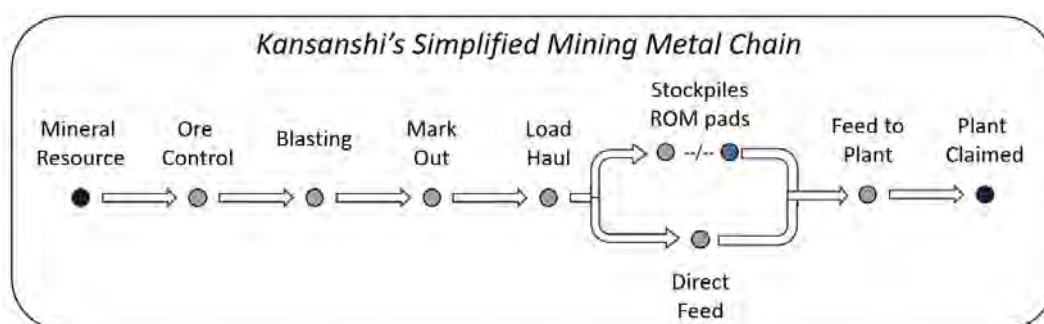 Kansanshi's Simplified Mining Metal Chain
Mineral
Resource
Ore
Control
Blasting
Mark
Out
Load
Haul
Stockpiles
ROM pads
--/--
Direct
Feed
Feed to
Plant
Plant
Claimed